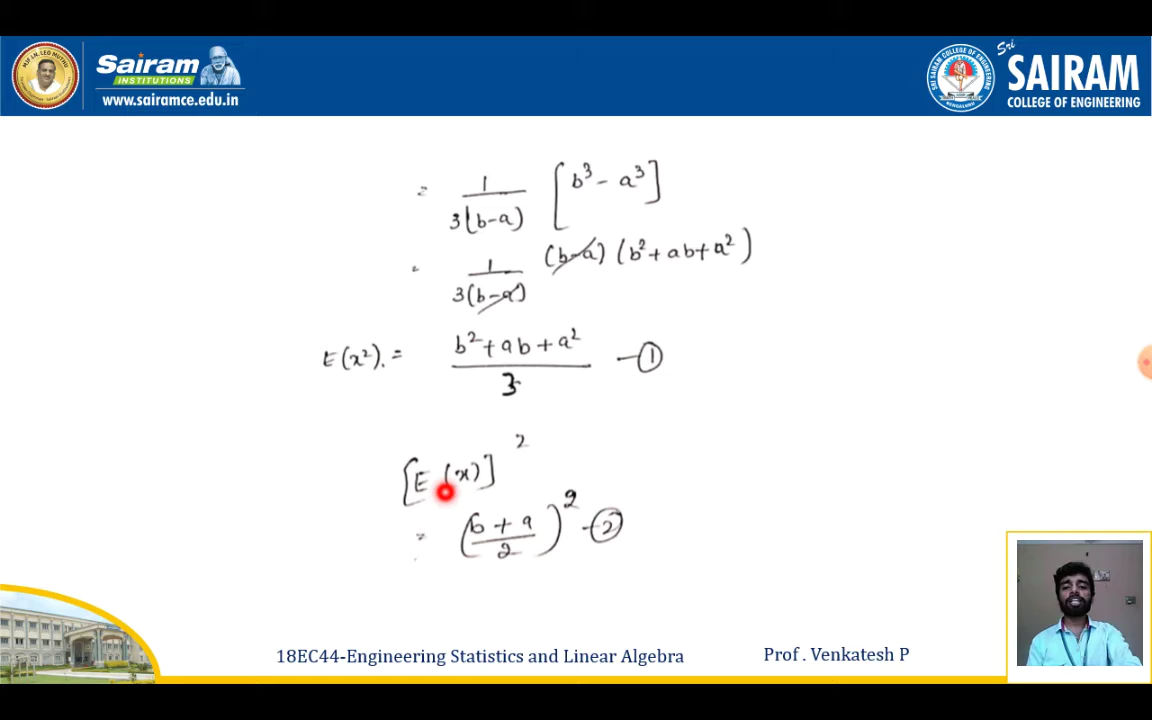 Sairam
INSTITUTIONS
www.sairamce.edu.in
Sri
SAIRAM
COLLEGE OF ENGINEERING
= 1/3(b-a) [b³ - a³]
= 1/3(b-a) (b-a) (b² + ab + a²)
E(x²). = b² + ab + a² / 3 — ①
[E(x)]²
= (b + a / 2)² - ②
18EC44-Engineering Statistics and Linear Algebra
Prof . Venkatesh P